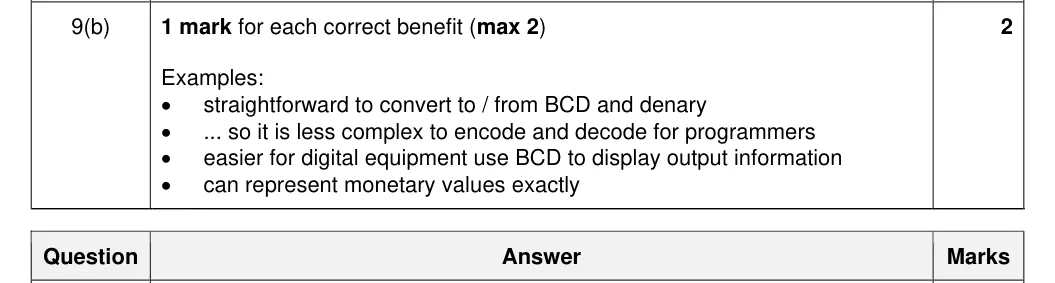 9(b) 1 mark for each correct benefit (max 2) 2
Examples:
• straightforward to convert to / from BCD and denary
• ... so it is less complex to encode and decode for programmers
• easier for digital equipment use BCD to display output information
• can represent monetary values exactly
Question Answer Marks